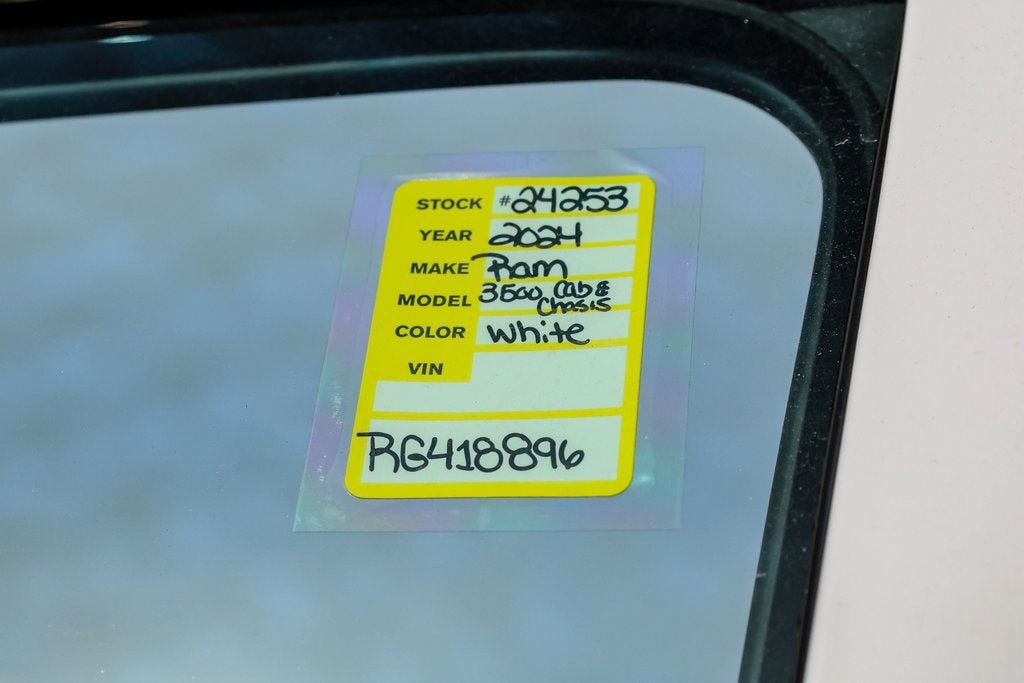 STOCK #24253
YEAR 2024
MAKE Ram
MODEL 3500 Cab &
Chasis
COLOR White
VIN
RG418896